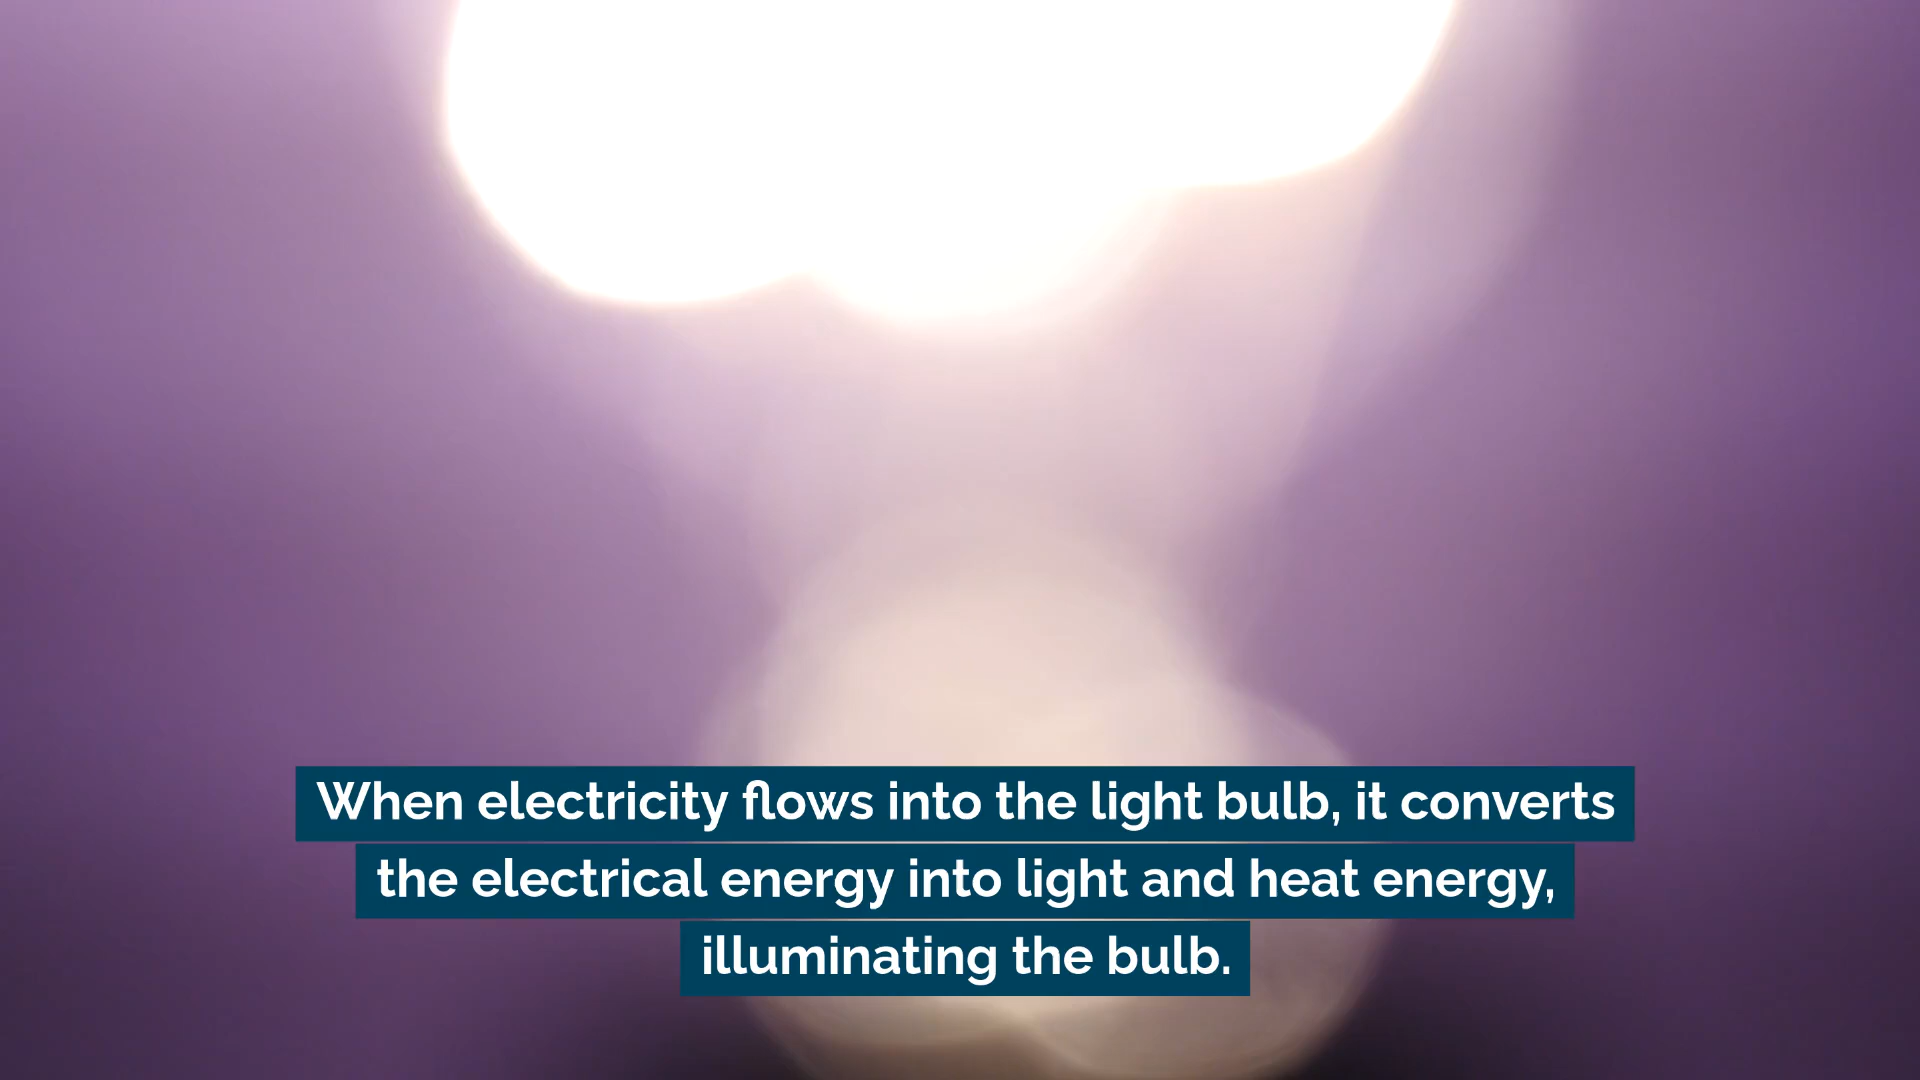 When electricity flows into the light bulb, it converts
the electrical energy into light and heat energy,
illuminating the bulb.